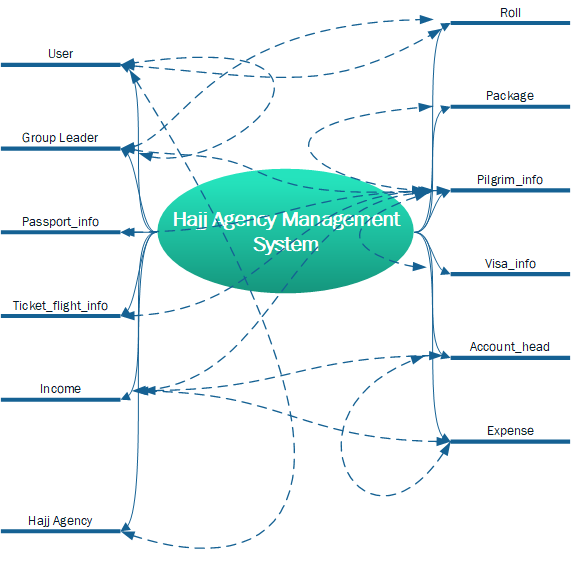 Roll
User
Package
Group Leader
Pilgrim_info
Hajj Agency Management
System
Passport_info
Visa_info
Ticket_flight_info
Account_head
Income
Expense
Hajj Agency